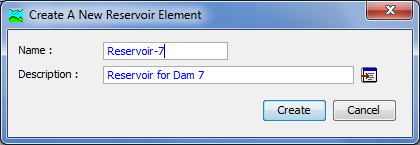 Create A New Reservoir Element
Name : Reservoir-7
Description : Reservoir for Dam 7
Create Cancel